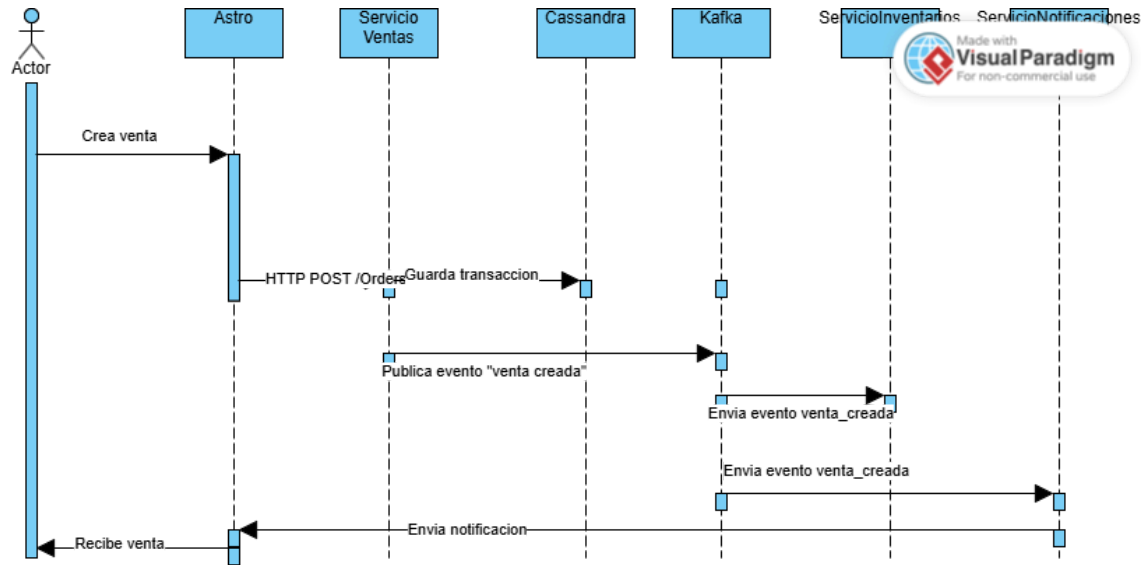 Astro
Servicio
Ventas
Cassandra
Kafka
ServicioInventarios
ServicioNotificaciones
Made with
Visual Paradigm
For non-commercial use
Actor
Crea venta
HTTP POST /Orders
Guarda transaccion
Publica evento "venta creada"
Envia evento venta_creada
Envia evento venta_creada
Envia notificacion
Recibe venta